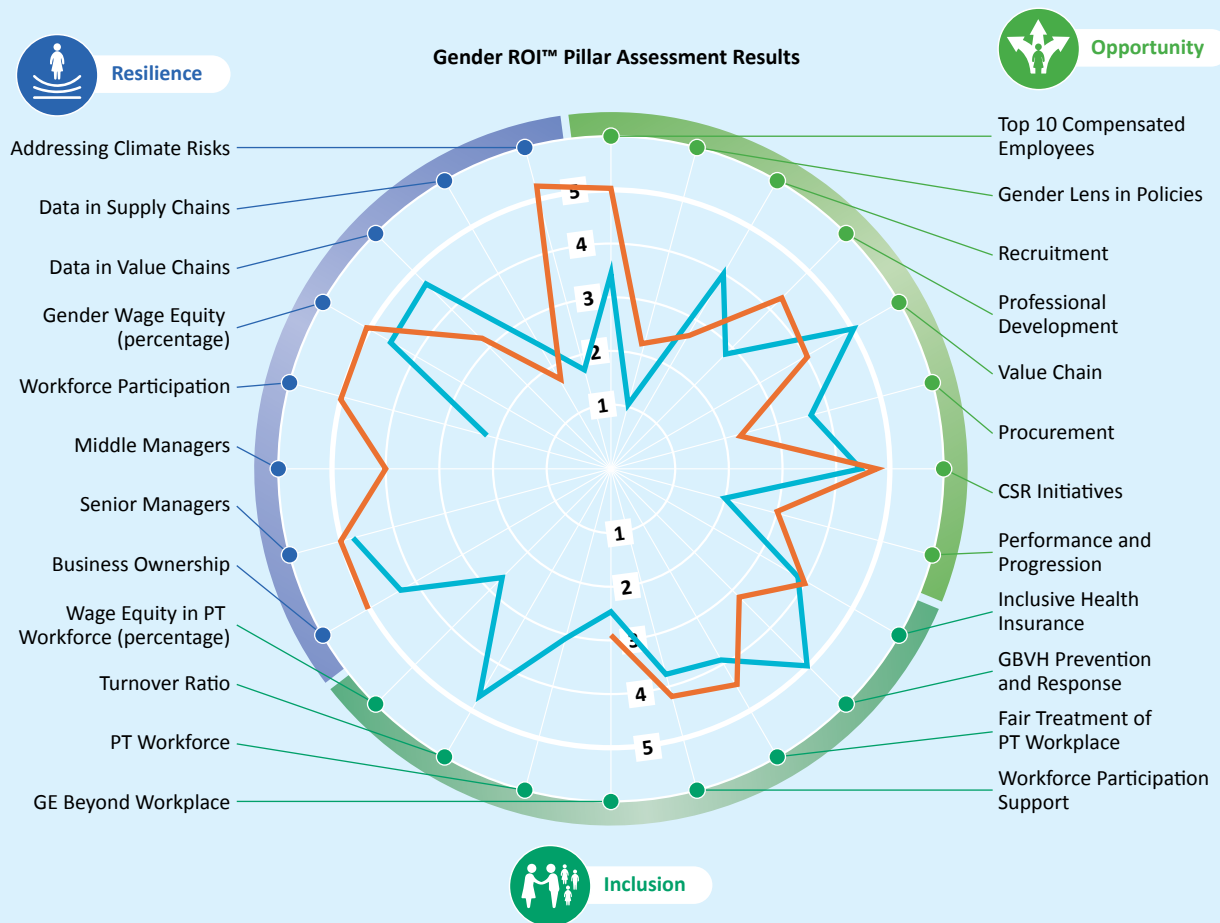 Gender ROI™ Pillar Assessment Results
Resilience
Opportunity
Addressing Climate Risks
Data in Supply Chains
Data in Value Chains
Gender Wage Equity
(percentage)
Workforce Participation
Middle Managers
Senior Managers
Business Ownership
Wage Equity in PT
Workforce (percentage)
Turnover Ratio
PT Workforce
GE Beyond Workplace
5
4
3
2
1
1
2
3
4
5
Top 10 Compensated
Employees
Gender Lens in Policies
Recruitment
Professional
Development
Value Chain
Procurement
CSR Initiatives
Performance and
Progression
Inclusive Health
Insurance
GBVH Prevention
and Response
Fair Treatment of
PT Workplace
Workforce Participation
Support
Inclusion